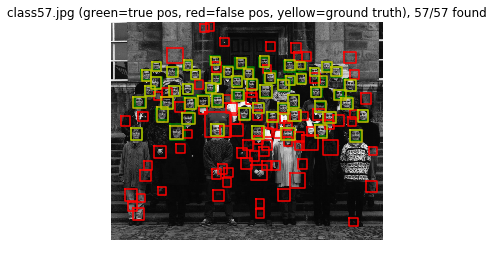 class57.jpg (green=true pos, red=false pos, yellow=ground truth), 57/57 found